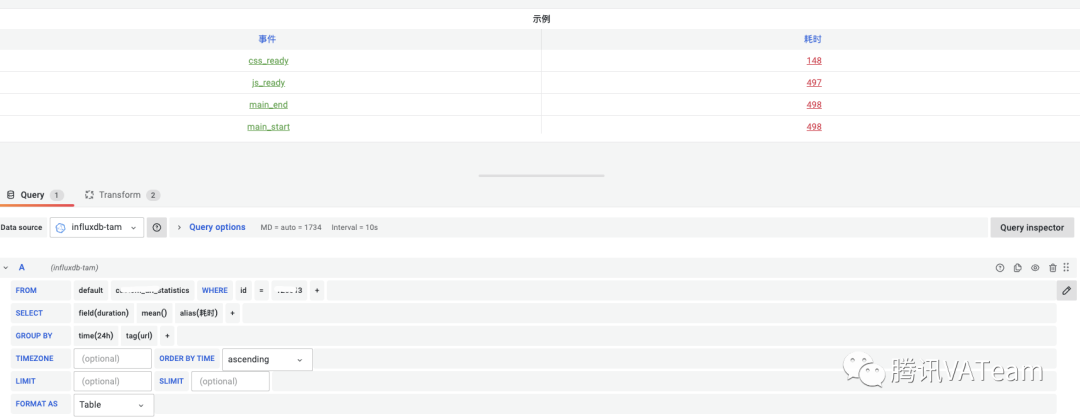 示例
事件 耗时
css_ready 148
js_ready 497
main_end 498
main_start 498
Query 1 Transform 2
Data source influxdb-tam Query options MD = auto = 1734 Interval = 10s Query inspector
A (influxdb-tam)
FROM default statistics WHERE id = +
SELECT field(duration) mean() alias(耗时) +
GROUP BY time(24h) tag(url) +
TIMEZONE (optional) ORDER BY TIME ascending
LIMIT (optional) SLIMIT (optional)
FORMAT AS Table
腾讯VATeam